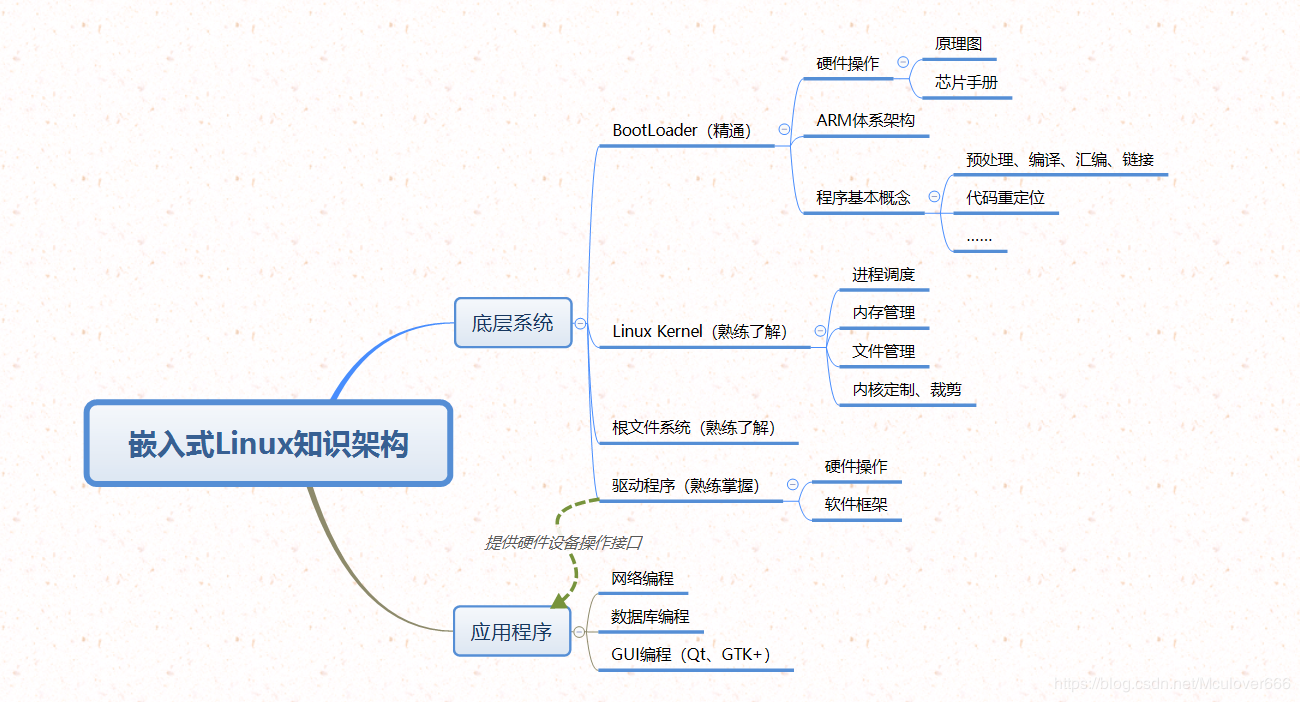 嵌入式Linux知识架构
底层系统
BootLoader（精通）
硬件操作
原理图
芯片手册
ARM体系架构
程序基本概念
预处理、编译、汇编、链接
代码重定位
……
Linux Kernel（熟练了解）
进程调度
内存管理
文件管理
内核定制、裁剪
根文件系统（熟练了解）
驱动程序（熟练掌握）
硬件操作
软件框架
提供硬件设备操作接口
应用程序
网络编程
数据库编程
GUI编程（Qt、GTK+）
https://blog.csdn.net/Mculover666